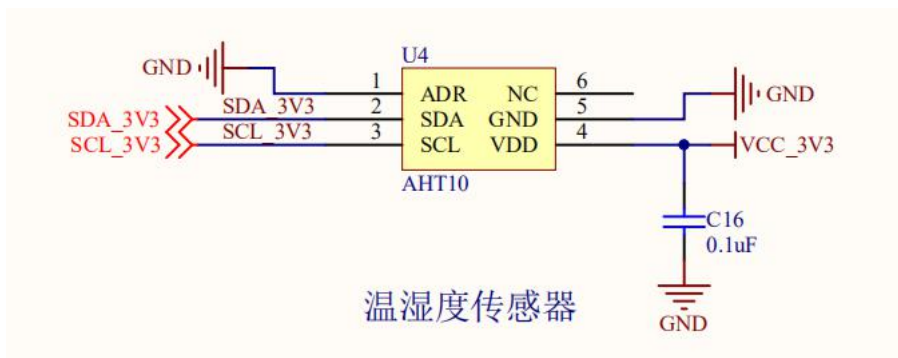 U4
GND
1
ADR
NC
6
SDA_3V3
SDA_3V3
2
SDA
GND
5
GND
SCL_3V3
SCL_3V3
3
SCL
VDD
4
VCC_3V3
AHT10
C16
0.1uF
温湿度传感器
GND